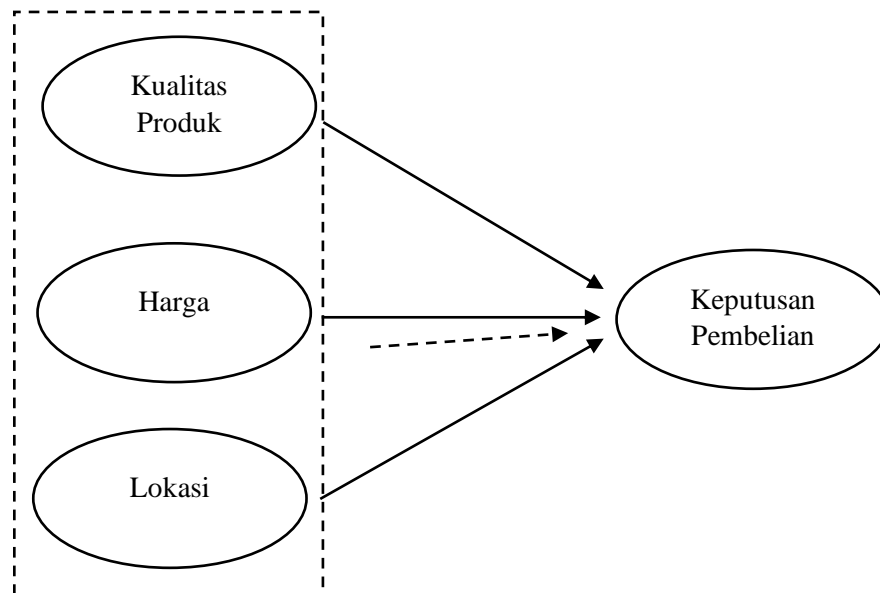 Kualitas
Produk
Harga
Lokasi
Keputusan
Pembelian